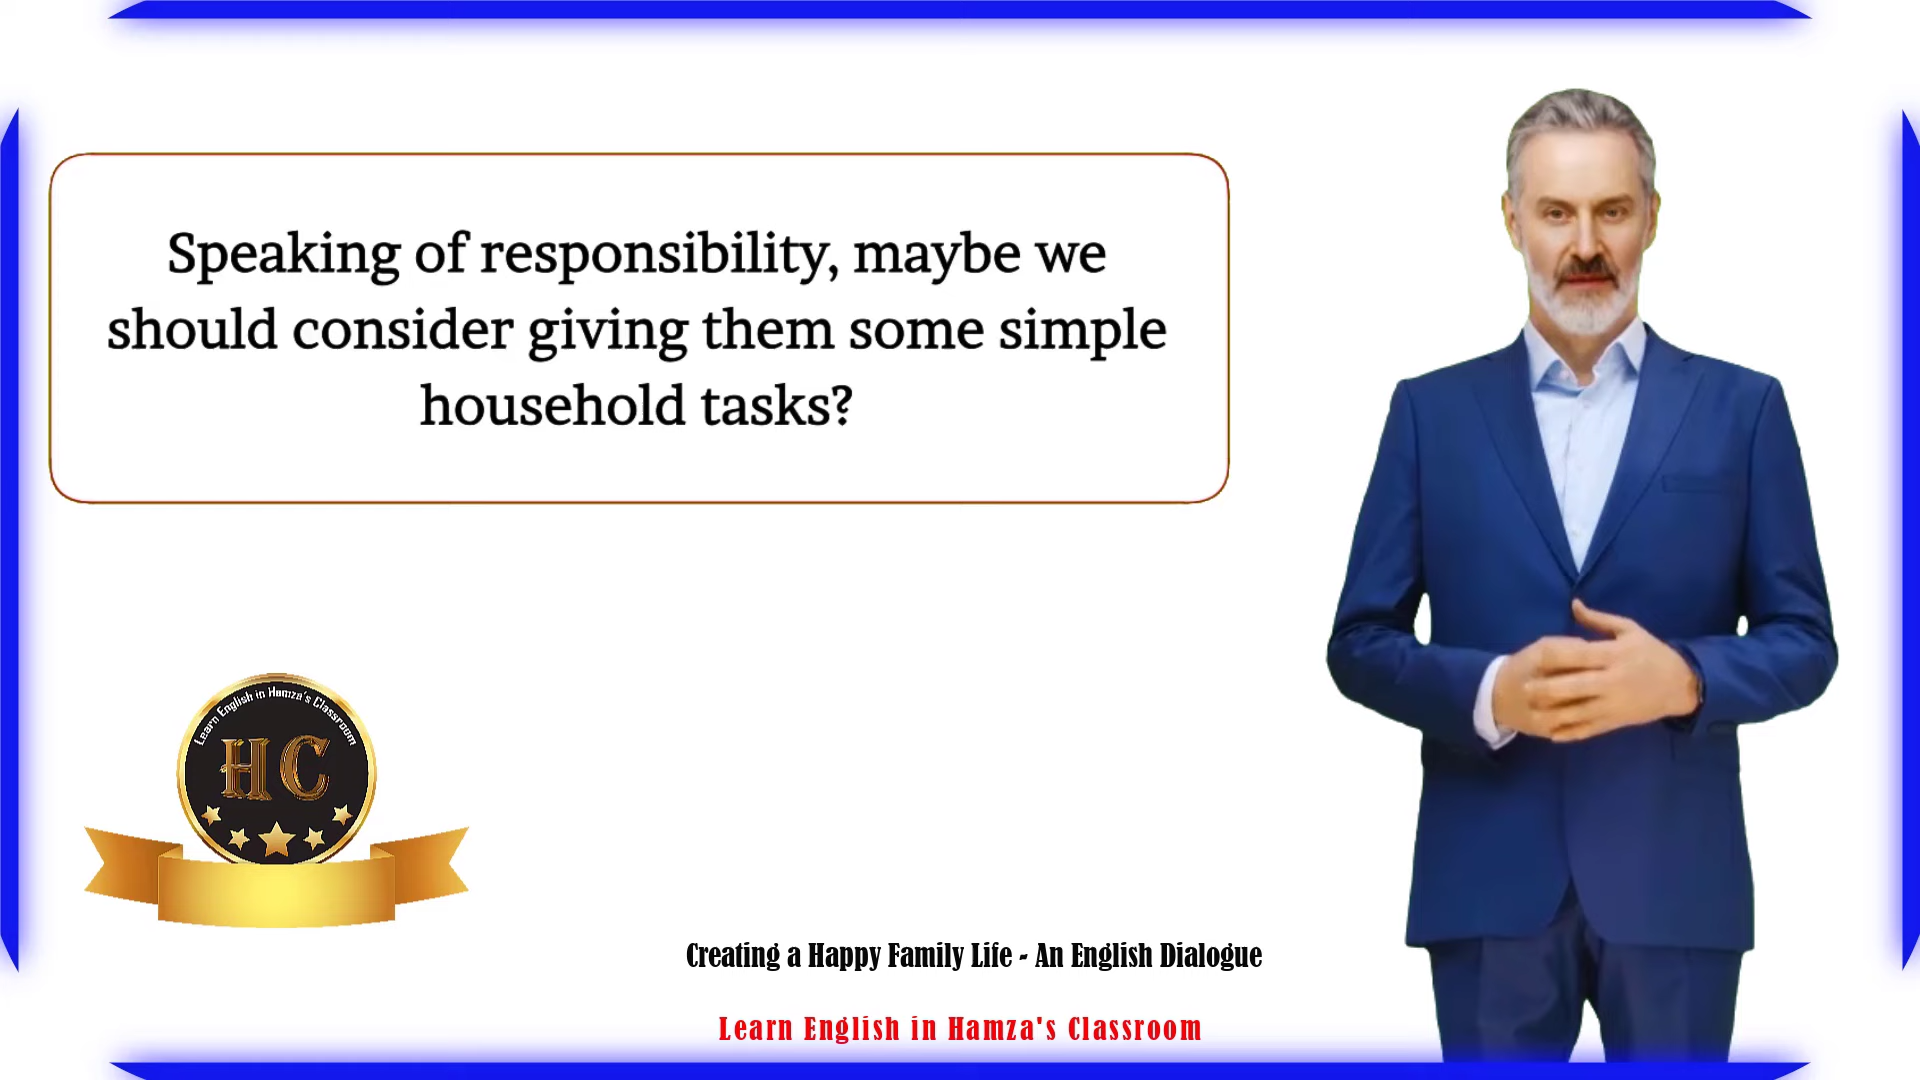 Speaking of responsibility, maybe we
should consider giving them some simple
household tasks?
Learn English in Hamza's Classroom
HC
Creating a Happy Family Life - An English Dialogue
Learn English in Hamza's Classroom